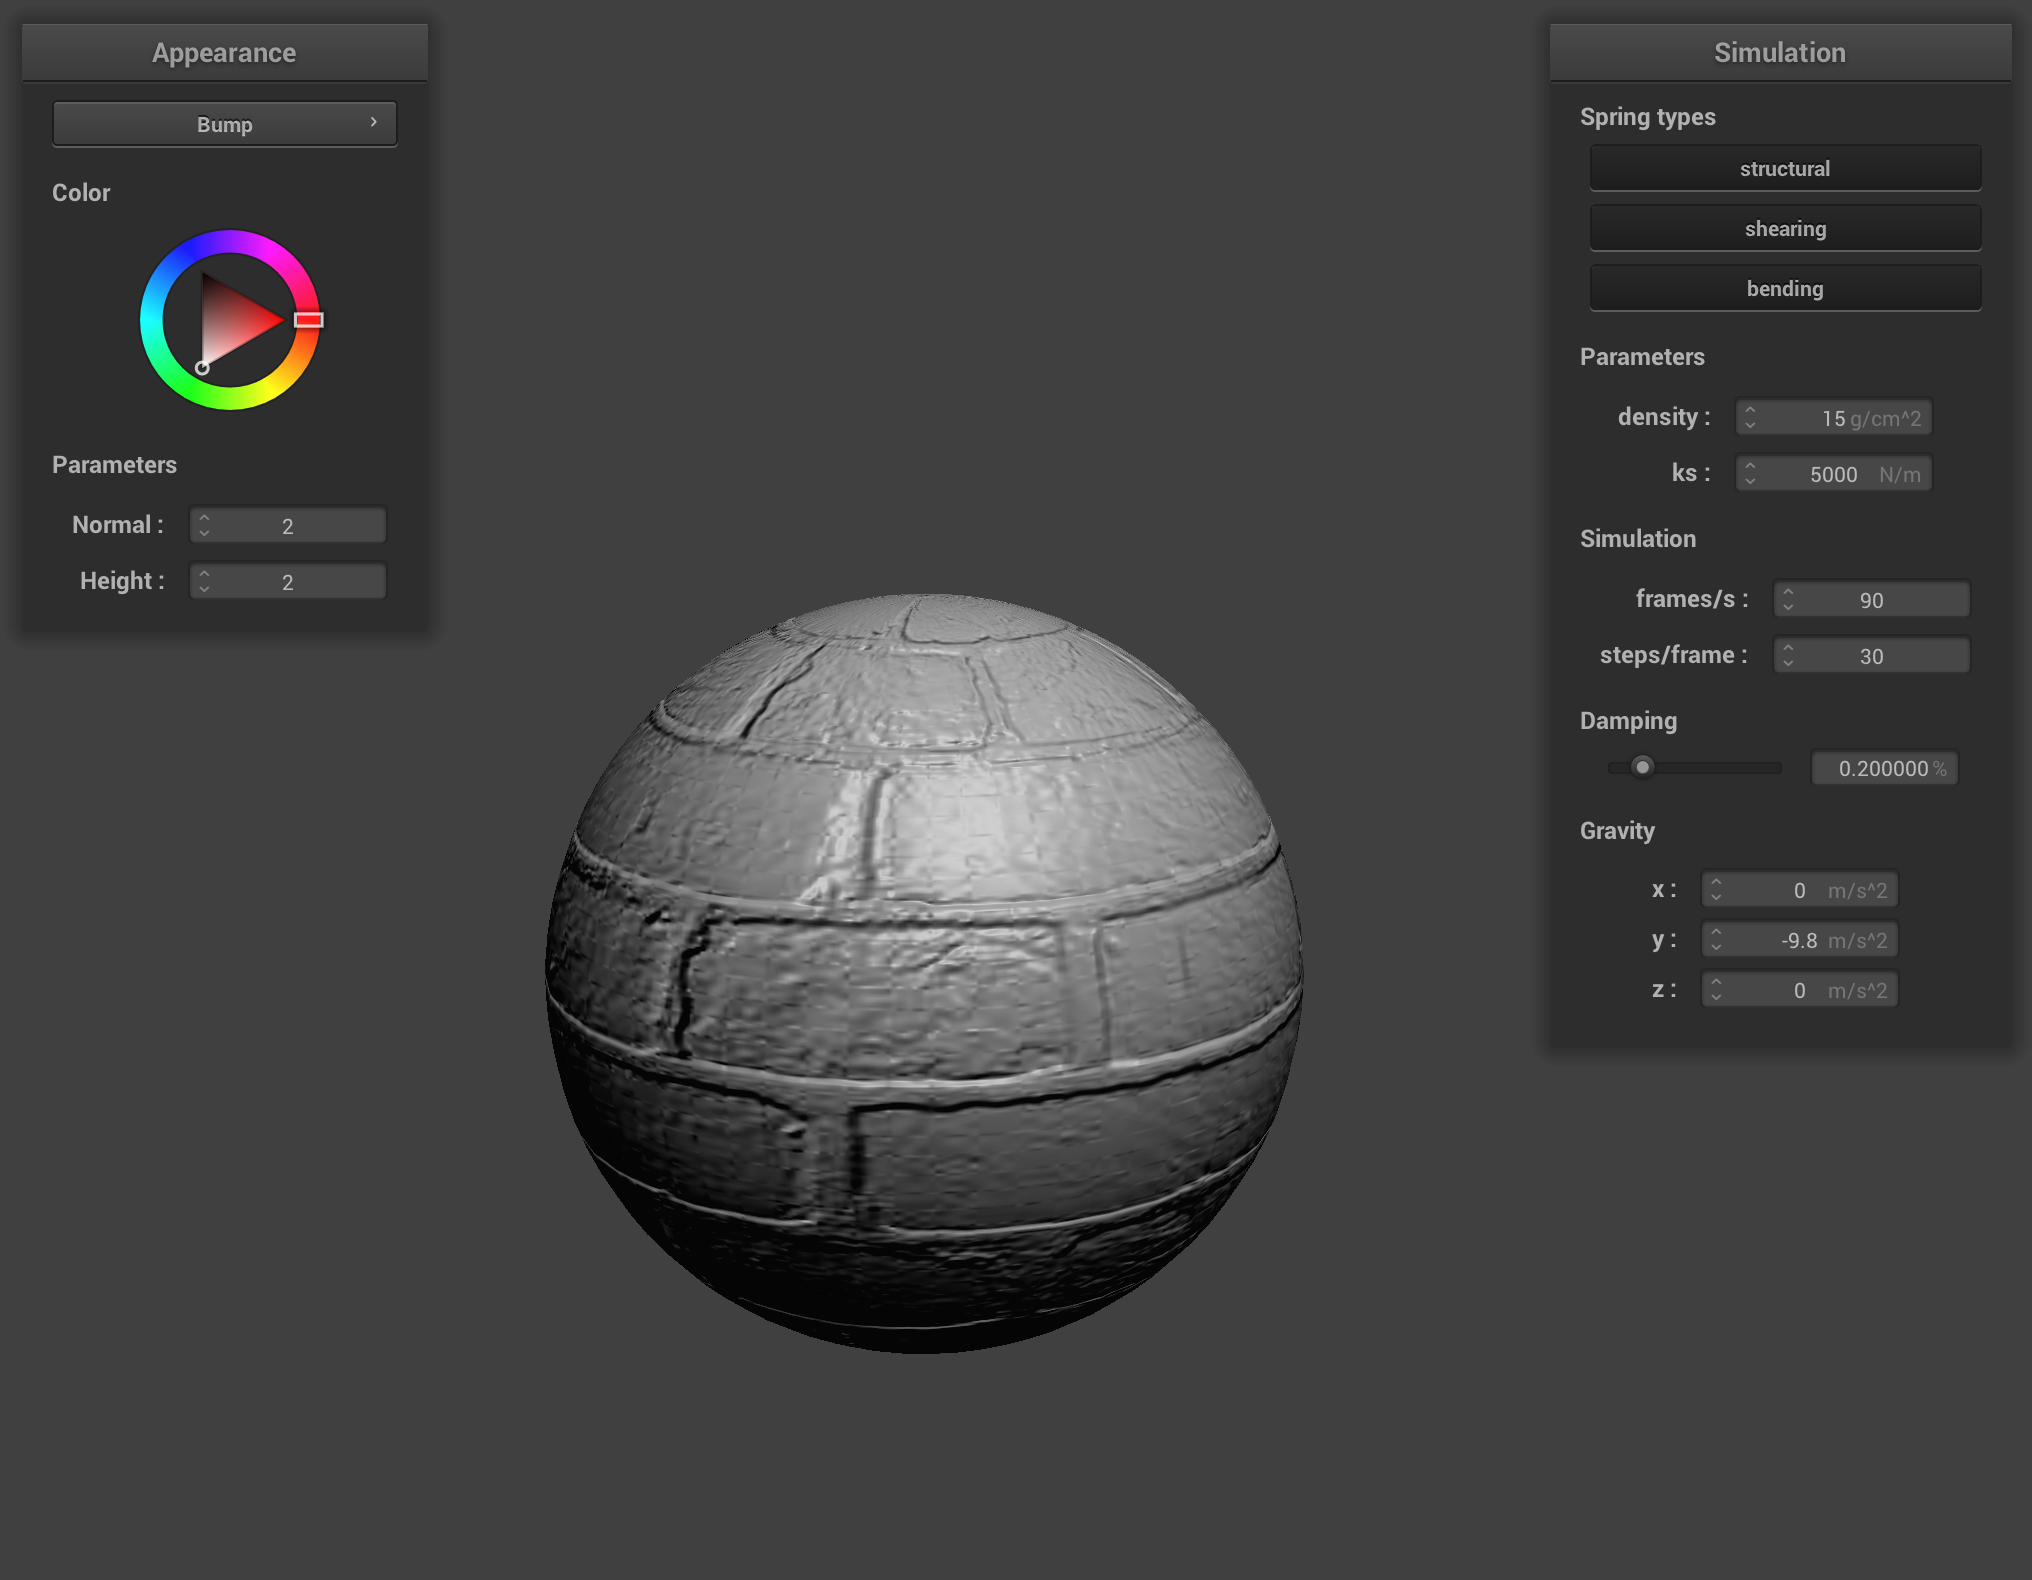 Appearance
Bump
Color
Parameters
Normal : 2
Height : 2
Simulation
Spring types
structural
shearing
bending
Parameters
density : 15 g/cm^2
ks : 5000 N/m
Simulation
frames/s : 90
steps/frame : 30
Damping
0.200000 %
Gravity
x : 0 m/s^2
y : -9.8 m/s^2
z : 0 m/s^2